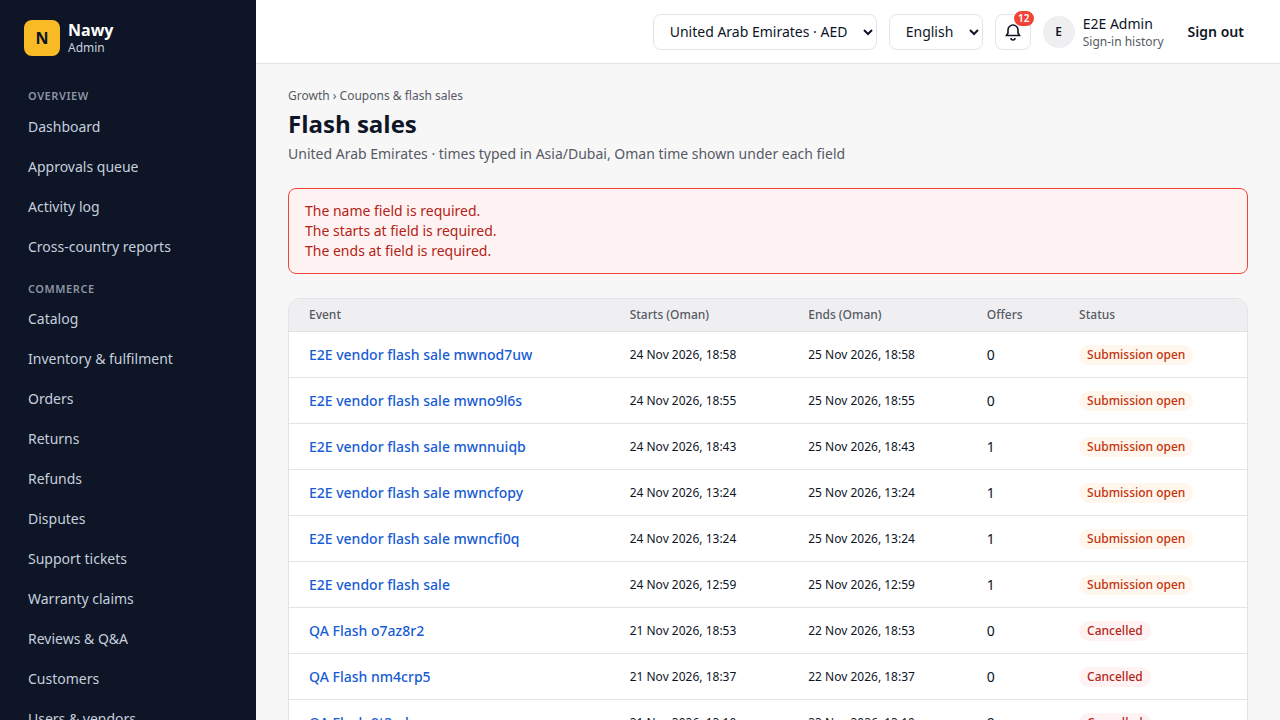 N
Nawy
Admin
OVERVIEW
Dashboard
Approvals queue
Activity log
Cross-country reports
COMMERCE
Catalog
Inventory & fulfilment
Orders
Returns
Refunds
Disputes
Support tickets
Warranty claims
Reviews & Q&A
Customers
Users & vendors
United Arab Emirates · AED
English
12
E
E2E Admin
Sign-in history
Sign out
Growth › Coupons & flash sales
Flash sales
United Arab Emirates · times typed in Asia/Dubai, Oman time shown under each field
The name field is required.
The starts at field is required.
The ends at field is required.
Event Starts (Oman) Ends (Oman) Offers Status
E2E vendor flash sale mwnod7uw 24 Nov 2026, 18:58 25 Nov 2026, 18:58 0 Submission open
E2E vendor flash sale mwno9l6s 24 Nov 2026, 18:55 25 Nov 2026, 18:55 0 Submission open
E2E vendor flash sale mwnnuiqb 24 Nov 2026, 18:43 25 Nov 2026, 18:43 1 Submission open
E2E vendor flash sale mwncfopy 24 Nov 2026, 13:24 25 Nov 2026, 13:24 1 Submission open
E2E vendor flash sale mwncfi0q 24 Nov 2026, 13:24 25 Nov 2026, 13:24 1 Submission open
E2E vendor flash sale 24 Nov 2026, 12:59 25 Nov 2026, 12:59 1 Submission open
QA Flash o7az8r2 21 Nov 2026, 18:53 22 Nov 2026, 18:53 0 Cancelled
QA Flash nm4crp5 21 Nov 2026, 18:37 22 Nov 2026, 18:37 0 Cancelled
QA Flash